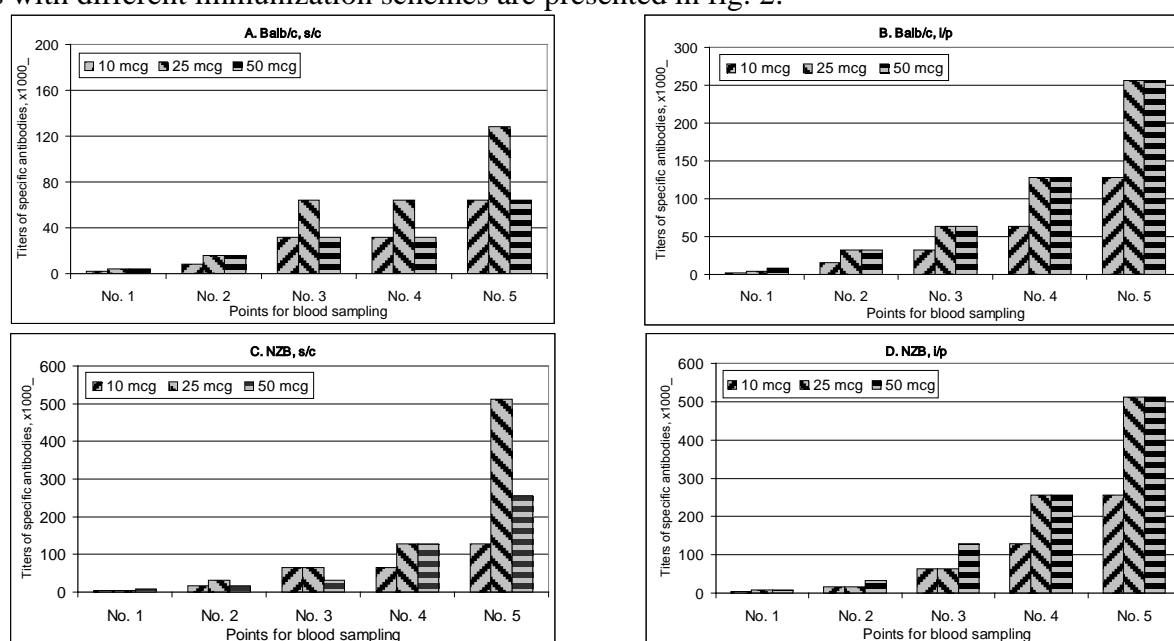 s with different immunization schemes are presented in fig. 2.
A. Balb/c, s/c
10 mcg 25 mcg 50 mcg
Titers of specific antibodies, x1000_
200
160
120
80
40
0
No. 1 No. 2 No. 3 No. 4 No. 5
Points for blood sampling
B. Balb/c, i/p
10 mcg 25 mcg 50 mcg
Titers of specific antibodies, x1000_
300
250
200
150
100
50
0
No. 1 No. 2 No. 3 No. 4 No. 5
Points for blood sampling
C. NZB, s/c
10 mcg 25 mcg 50 mcg
Titers of specific antibodies, x1000_
600
500
400
300
200
100
0
No. 1 No. 2 No. 3 No. 4 No. 5
Points for blood sampling
D. NZB, i/p
10 mcg 25 mcg 50 mcg
Titers of specific antibodies, x1000_
600
500
400
300
200
100
0
No. 1 No. 2 No. 3 No. 4 No. 5
Points for blood sampling